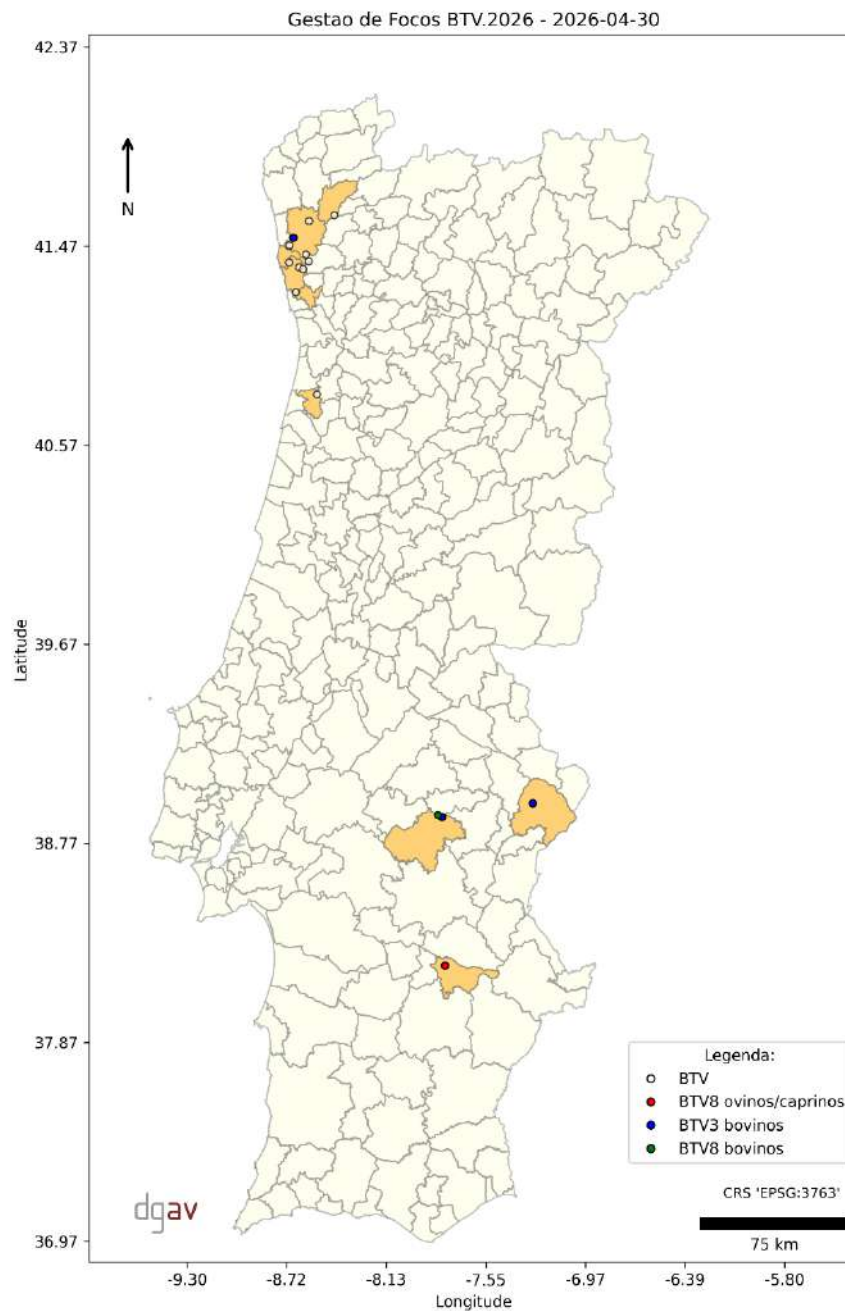 Gestao de Focos BTV.2026 - 2026-04-30
42.37
N
41.47
40.57
39.67
Latitude
38.77
37.87
Legenda:
BTV
BTV8 ovinos/caprinos
BTV3 bovinos
BTV8 bovinos
CRS 'EPSG:3763'
dgav
36.97
75 km
-9.30 -8.72 -8.13 -7.55 -6.97 -6.39 -5.80
Longitude